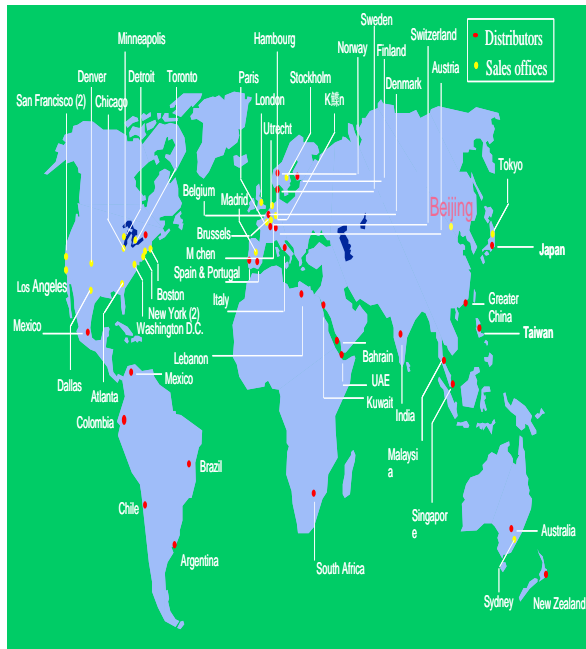 Sweden
Minneapolis
Hambourg
Switzerland
Distributors
Norway
Finland
Denver
Detroit
Toronto
Paris
Stockholm
Austria
Sales offices
San Francisco (2)
Chicago
London
Denmark
Utrecht
Tokyo
Belgium
Madrid
Beijing
Brussels
Japan
M chen
Los Angeles
Boston
Spain & Portugal
New York (2)
Italy
Greater
China
Mexico
Washington D.C.
Taiwan
Lebanon
Bahrain
Dallas
Atlanta
Mexico
UAE
Kuwait
India
Colombia
Malaysi
a
Brazil
Chile
Singapor
e
Australia
Argentina
South Africa
Sydney
New Zealand